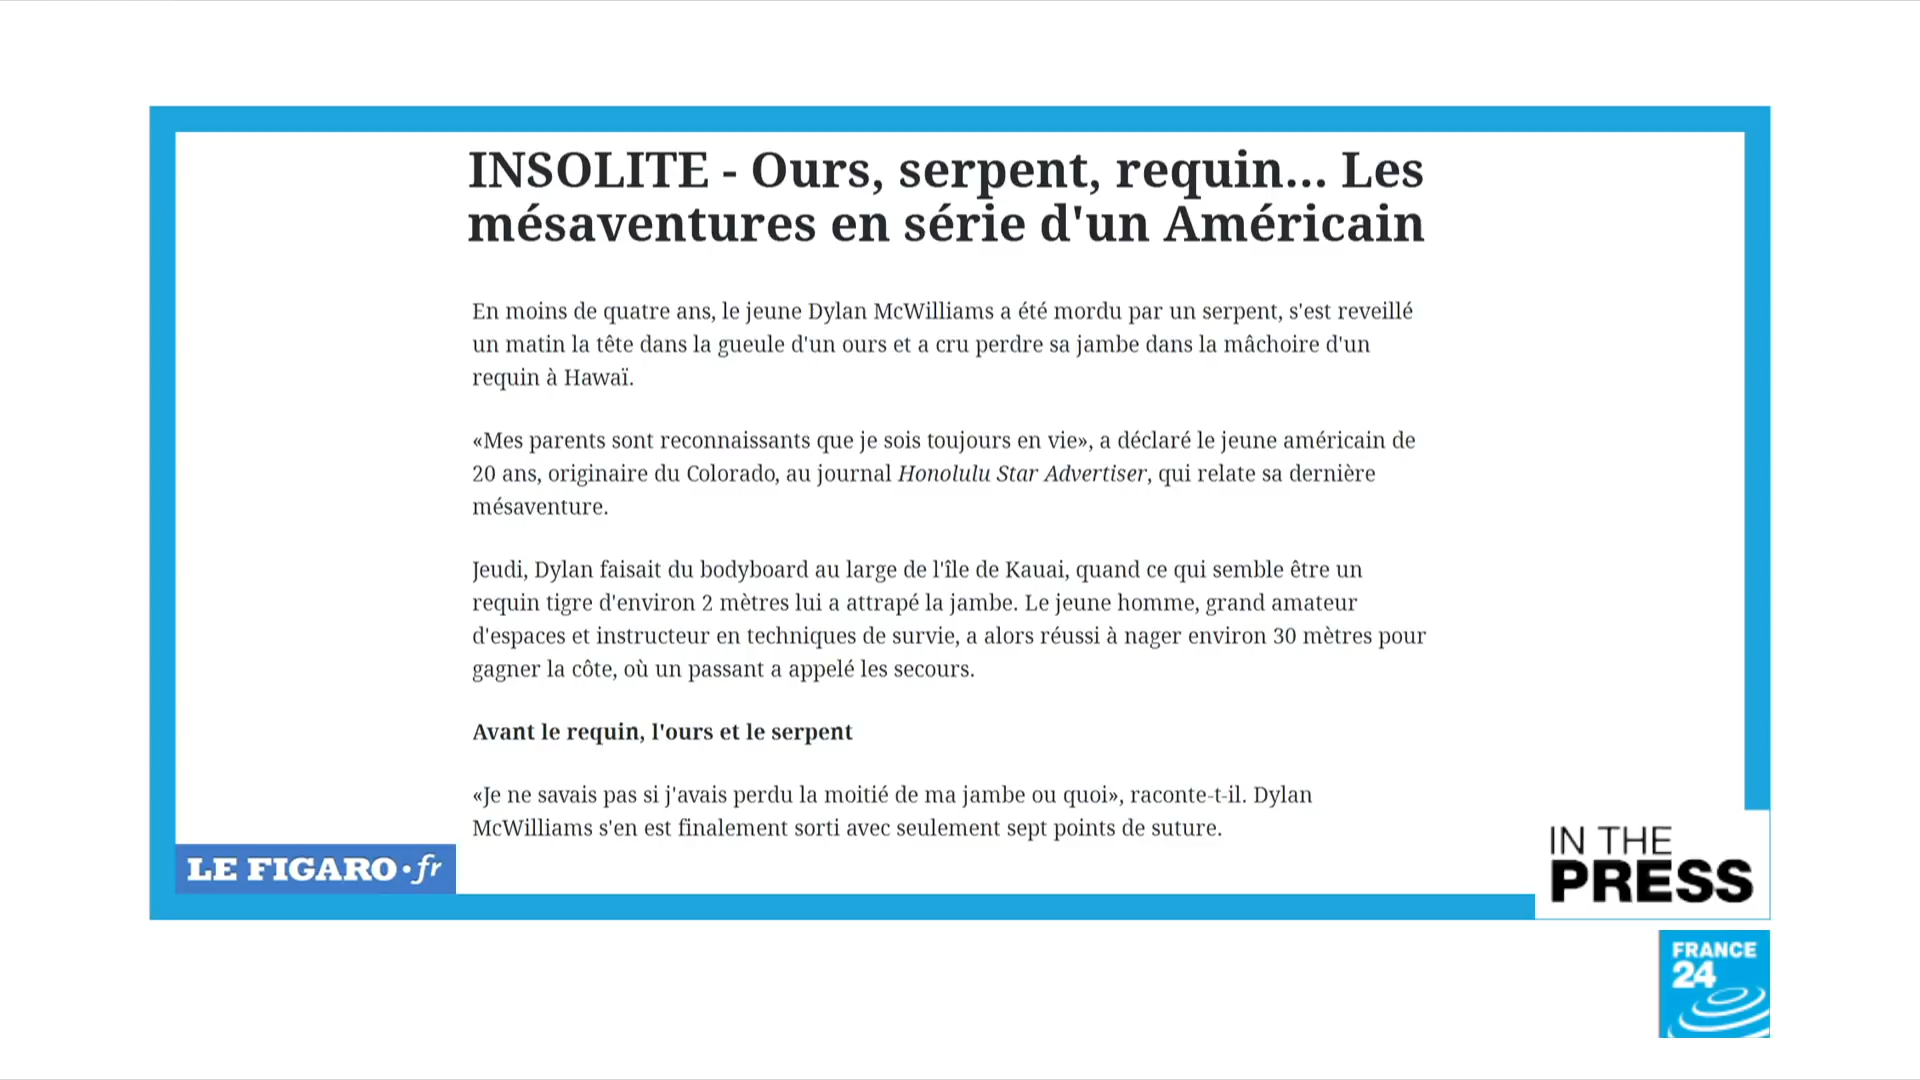 INSOLITE - Ours, serpent, requin... Les
mésaventures en série d'un Américain
En moins de quatre ans, le jeune Dylan McWilliams a été mordu par un serpent, s'est reveillé
un matin la tête dans la gueule d'un ours et a cru perdre sa jambe dans la mâchoire d'un
requin à Hawaï.
«Mes parents sont reconnaissants que je sois toujours en vie», a déclaré le jeune américain de
20 ans, originaire du Colorado, au journal Honolulu Star Advertiser, qui relate sa dernière
mésaventure.
Jeudi, Dylan faisait du bodyboard au large de l'île de Kauai, quand ce qui semble être un
requin tigre d'environ 2 mètres lui a attrapé la jambe. Le jeune homme, grand amateur
d'espaces et instructeur en techniques de survie, a alors réussi à nager environ 30 mètres pour
gagner la côte, où un passant a appelé les secours.
Avant le requin, l'ours et le serpent
«Je ne savais pas si j'avais perdu la moitié de ma jambe ou quoi», raconte-t-il. Dylan
McWilliams s'en est finalement sorti avec seulement sept points de suture.
LE FIGARO·fr
IN THE
PRESS
FRANCE
24